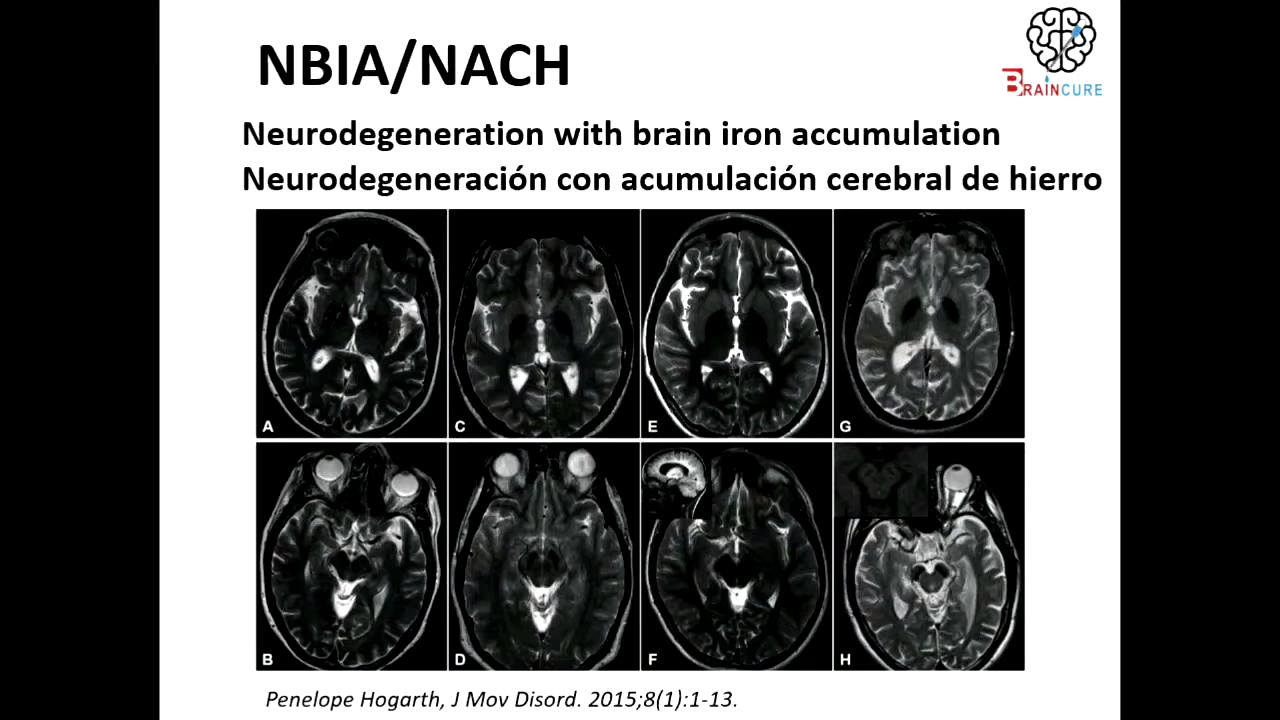 NBIA/NACH
BRAINCURE
Neurodegeneration with brain iron accumulation
Neurodegeneración con acumulación cerebral de hierro
A
C
E
G
B
D
F
H
Penelope Hogarth, J Mov Disord. 2015;8(1):1-13.